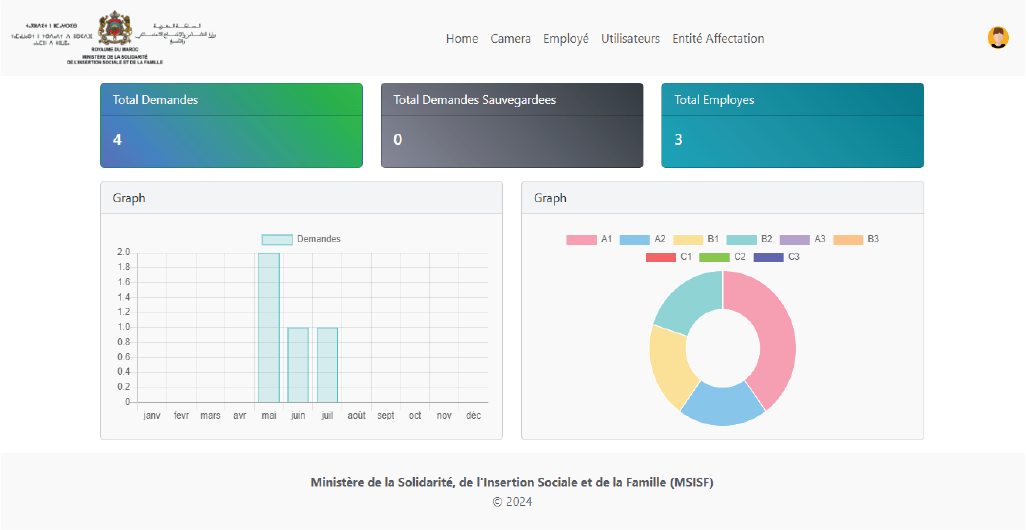 ROYAUME DU MAROC
MINISTÈRE DE LA SOLIDARITÉ
DE L'INSERTION SOCIALE ET DE LA FAMILLE
Home Camera Employé Utilisateurs Entité Affectation
Total Demandes
4
Total Demandes Sauvegardees
0
Total Employes
3
Graph
Demandes
2.0
1.8
1.6
1.4
1.2
1.0
0.8
0.6
0.4
0.2
0
janv févr mars avr mai juin juil août sept oct nov déc
Graph
A1 A2 B1 B2 A3 B3
C1 C2 C3
Ministère de la Solidarité, de l'Insertion Sociale et de la Famille (MSISF)
© 2024